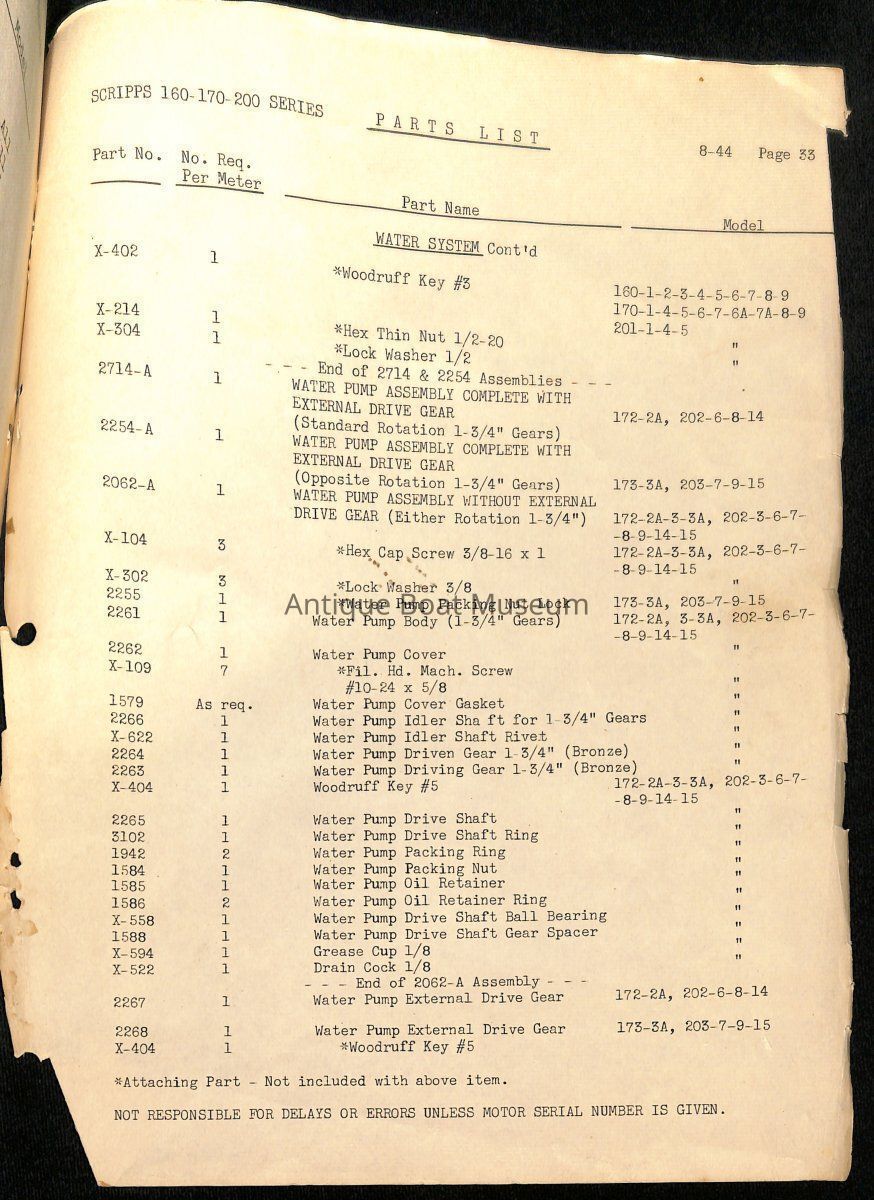 SCRIPPS 160-170-200 SERIES
PARTS LIST
8-44 Page 33
Part No. No. Req.
Per Meter
Part Name
Model
WATER SYSTEM Cont'd
X-402 1 *Woodruff Key #3 160-1-2-3-4-5-6-7-8-9
170-1-4-5-6-7-6A-7A-8-9
201-1-4-5
X-214 1 *Hex Thin Nut 1/2-20 "
X-304 1 *Lock Washer 1/2 "
- - - End of 2714 & 2254 Assemblies - - -
2714-A 1 WATER PUMP ASSEMBLY COMPLETE WITH
EXTERNAL DRIVE GEAR
(Standard Rotation 1-3/4" Gears) 172-2A, 202-6-8-14
2254-A 1 WATER PUMP ASSEMBLY COMPLETE WITH
EXTERNAL DRIVE GEAR
(Opposite Rotation 1-3/4" Gears) 173-3A, 203-7-9-15
2062-A 1 WATER PUMP ASSEMBLY WITHOUT EXTERNAL
DRIVE GEAR (Either Rotation 1-3/4") 172-2A-3-3A, 202-3-6-7-
-8-9-14-15
X-104 3 *Hex Cap Screw 3/8-16 x 1 172-2A-3-3A, 202-3-6-7-
-8-9-14-15
X-302 3 *Lock Washer 3/8 "
2255 1 *Water Pump Packing Nut Lock 173-3A, 203-7-9-15
Antique Boat Museum
2261 1 Water Pump Body (1-3/4" Gears) 172-2A, 3-3A, 202-3-6-7-
-8-9-14-15
2262 1 Water Pump Cover "
X-109 7 *Fil. Hd. Mach. Screw
#10-24 x 5/8 "
1579 As req. Water Pump Cover Gasket "
2266 1 Water Pump Idler Sha ft for 1-3/4" Gears "
X-622 1 Water Pump Idler Shaft Rivet "
2264 1 Water Pump Driven Gear 1-3/4" (Bronze) "
2263 1 Water Pump Driving Gear 1-3/4" (Bronze) "
X-404 1 Woodruff Key #5 172-2A-3-3A, 202-3-6-7-
-8-9-14-15
2265 1 Water Pump Drive Shaft "
3102 1 Water Pump Drive Shaft Ring "
1942 2 Water Pump Packing Ring "
1584 1 Water Pump Packing Nut "
1585 1 Water Pump Oil Retainer "
1586 2 Water Pump Oil Retainer Ring "
X-558 1 Water Pump Drive Shaft Ball Bearing "
1588 1 Water Pump Drive Shaft Gear Spacer "
X-594 1 Grease Cup 1/8 "
X-522 1 Drain Cock 1/8 "
- - - End of 2062-A Assembly - - -
2267 1 Water Pump External Drive Gear 172-2A, 202-6-8-14
2268 1 Water Pump External Drive Gear 173-3A, 203-7-9-15
X-404 1 *Woodruff Key #5
*Attaching Part - Not included with above item.
NOT RESPONSIBLE FOR DELAYS OR ERRORS UNLESS MOTOR SERIAL NUMBER IS GIVEN.